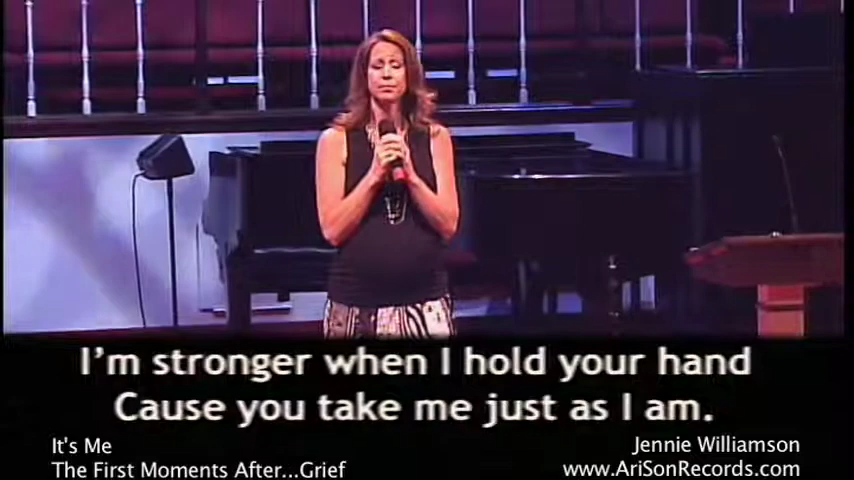 I'm stronger when I hold your hand
Cause you take me just as I am.
It's Me
Jennie Williamson
The First Moments After...Grief
www.AriSonRecords.com